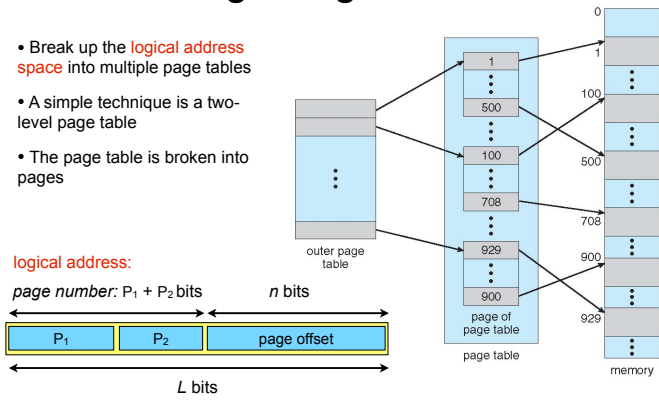 • Break up the logical address
space into multiple page tables
• A simple technique is a two-
level page table
• The page table is broken into
pages
logical address:
page number: P1 + P2 bits
n bits
P1
P2
page offset
L bits
outer page
table
1
500
100
708
929
900
page of
page table
page table
0
1
100
500
708
900
929
memory